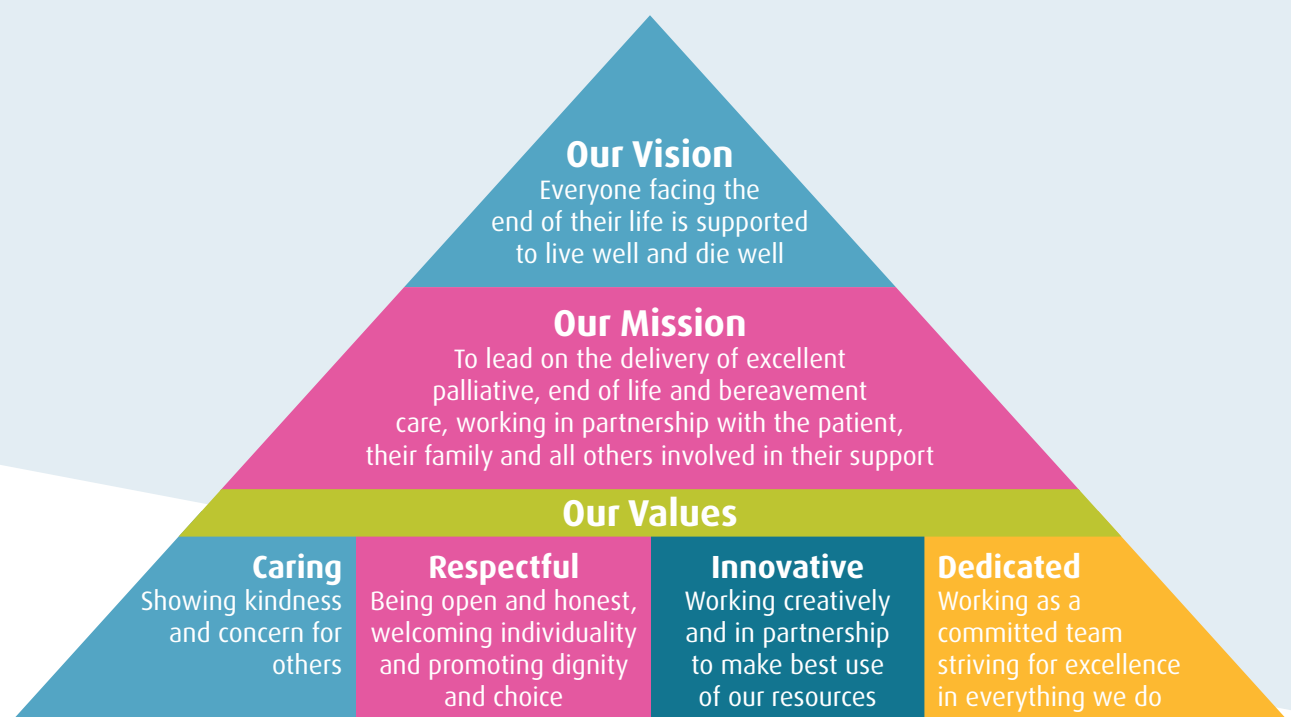 Our Vision
Everyone facing the
end of their life is supported
to live well and die well
Our Mission
To lead on the delivery of excellent
palliative, end of life and bereavement
care, working in partnership with the patient,
their family and all others involved in their support
Our Values
Caring
Showing kindness
and concern for
others
Respectful
Being open and honest,
welcoming individuality
and promoting dignity
and choice
Innovative
Working creatively
and in partnership
to make best use
of our resources
Dedicated
Working as a
committed team
striving for excellence
in everything we do